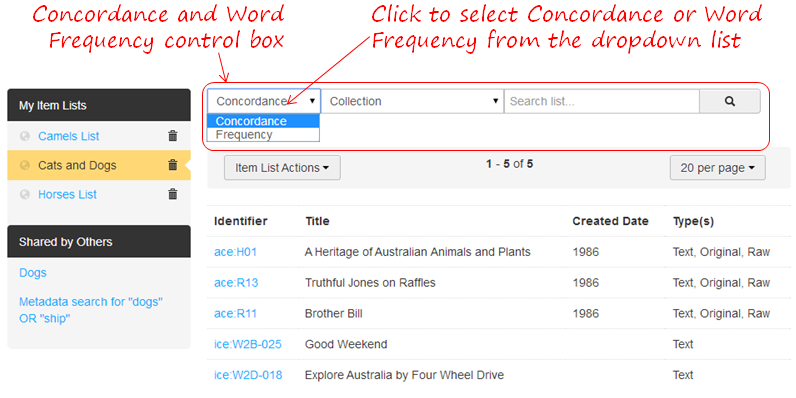 Concordance and Word
Frequency control box
Click to select Concordance or Word
Frequency from the dropdown list
My Item Lists
Camels List
Cats and Dogs
Horses List
Shared by Others
Dogs
Metadata search for "dogs"
OR "ship"
Concordance
Collection
Search list...
Concordance
Frequency
Item List Actions
1 - 5 of 5
20 per page
Identifier Title Created Date Type(s)
ace:H01 A Heritage of Australian Animals and Plants 1986 Text, Original, Raw
ace:R13 Truthful Jones on Raffles 1986 Text, Original, Raw
ace:R11 Brother Bill 1986 Text, Original, Raw
ice:W2B-025 Good Weekend Text
ice:W2D-018 Explore Australia by Four Wheel Drive Text